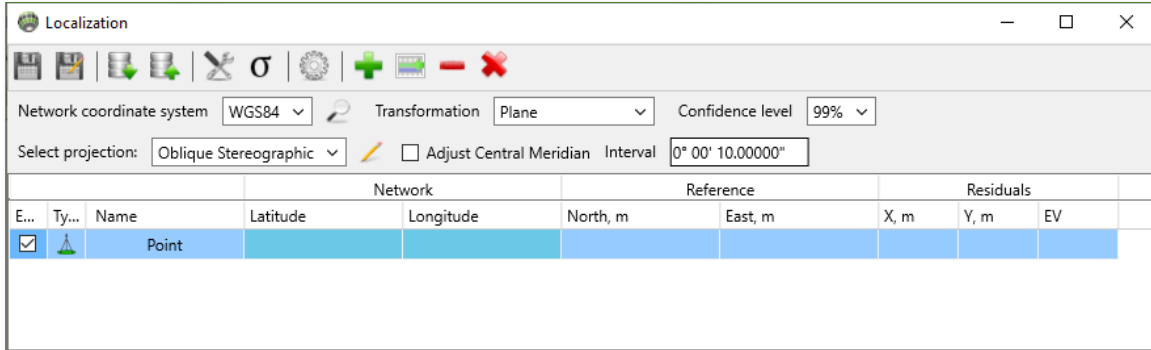 Localization
σ
Network coordinate system WGS84 Transformation Plane Confidence level 99%
Select projection: Oblique Stereographic Adjust Central Meridian Interval 0° 00' 10.00000"
Network Reference Residuals
E... Ty... Name Latitude Longitude North, m East, m X, m Y, m EV
Point